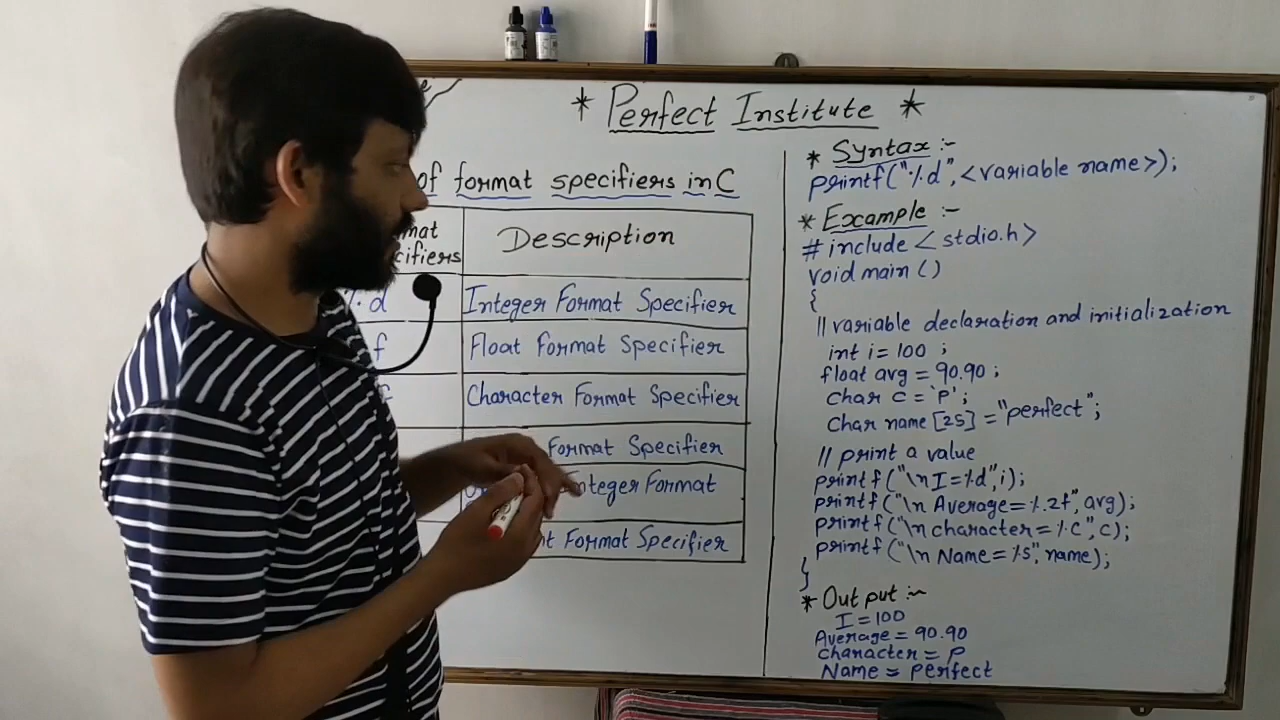 * Perfect Institute *
of format specifiers in C
mat
cifiers
Description
% d
Integer Format Specifier
f
Float Format Specifier
Character Format Specifier
Format Specifier
Integer Format
Format Specifier
* Syntax :-
printf("%d",<variable name>);
* Example :-
# include < stdio.h>
void main ()
{
// variable declaration and initialization
int i = 100 ;
float avg = 90.90 ;
char c = 'P' ;
char name [25] = "perfect";
// print a value
printf ("\n I=%d",i);
printf ("\n Average=%.2f",avg);
printf ("\n character=%c",c);
printf ("\n Name=%s",name);
}
* Output :-
I = 100
Average = 90.90
character = P
Name = perfect